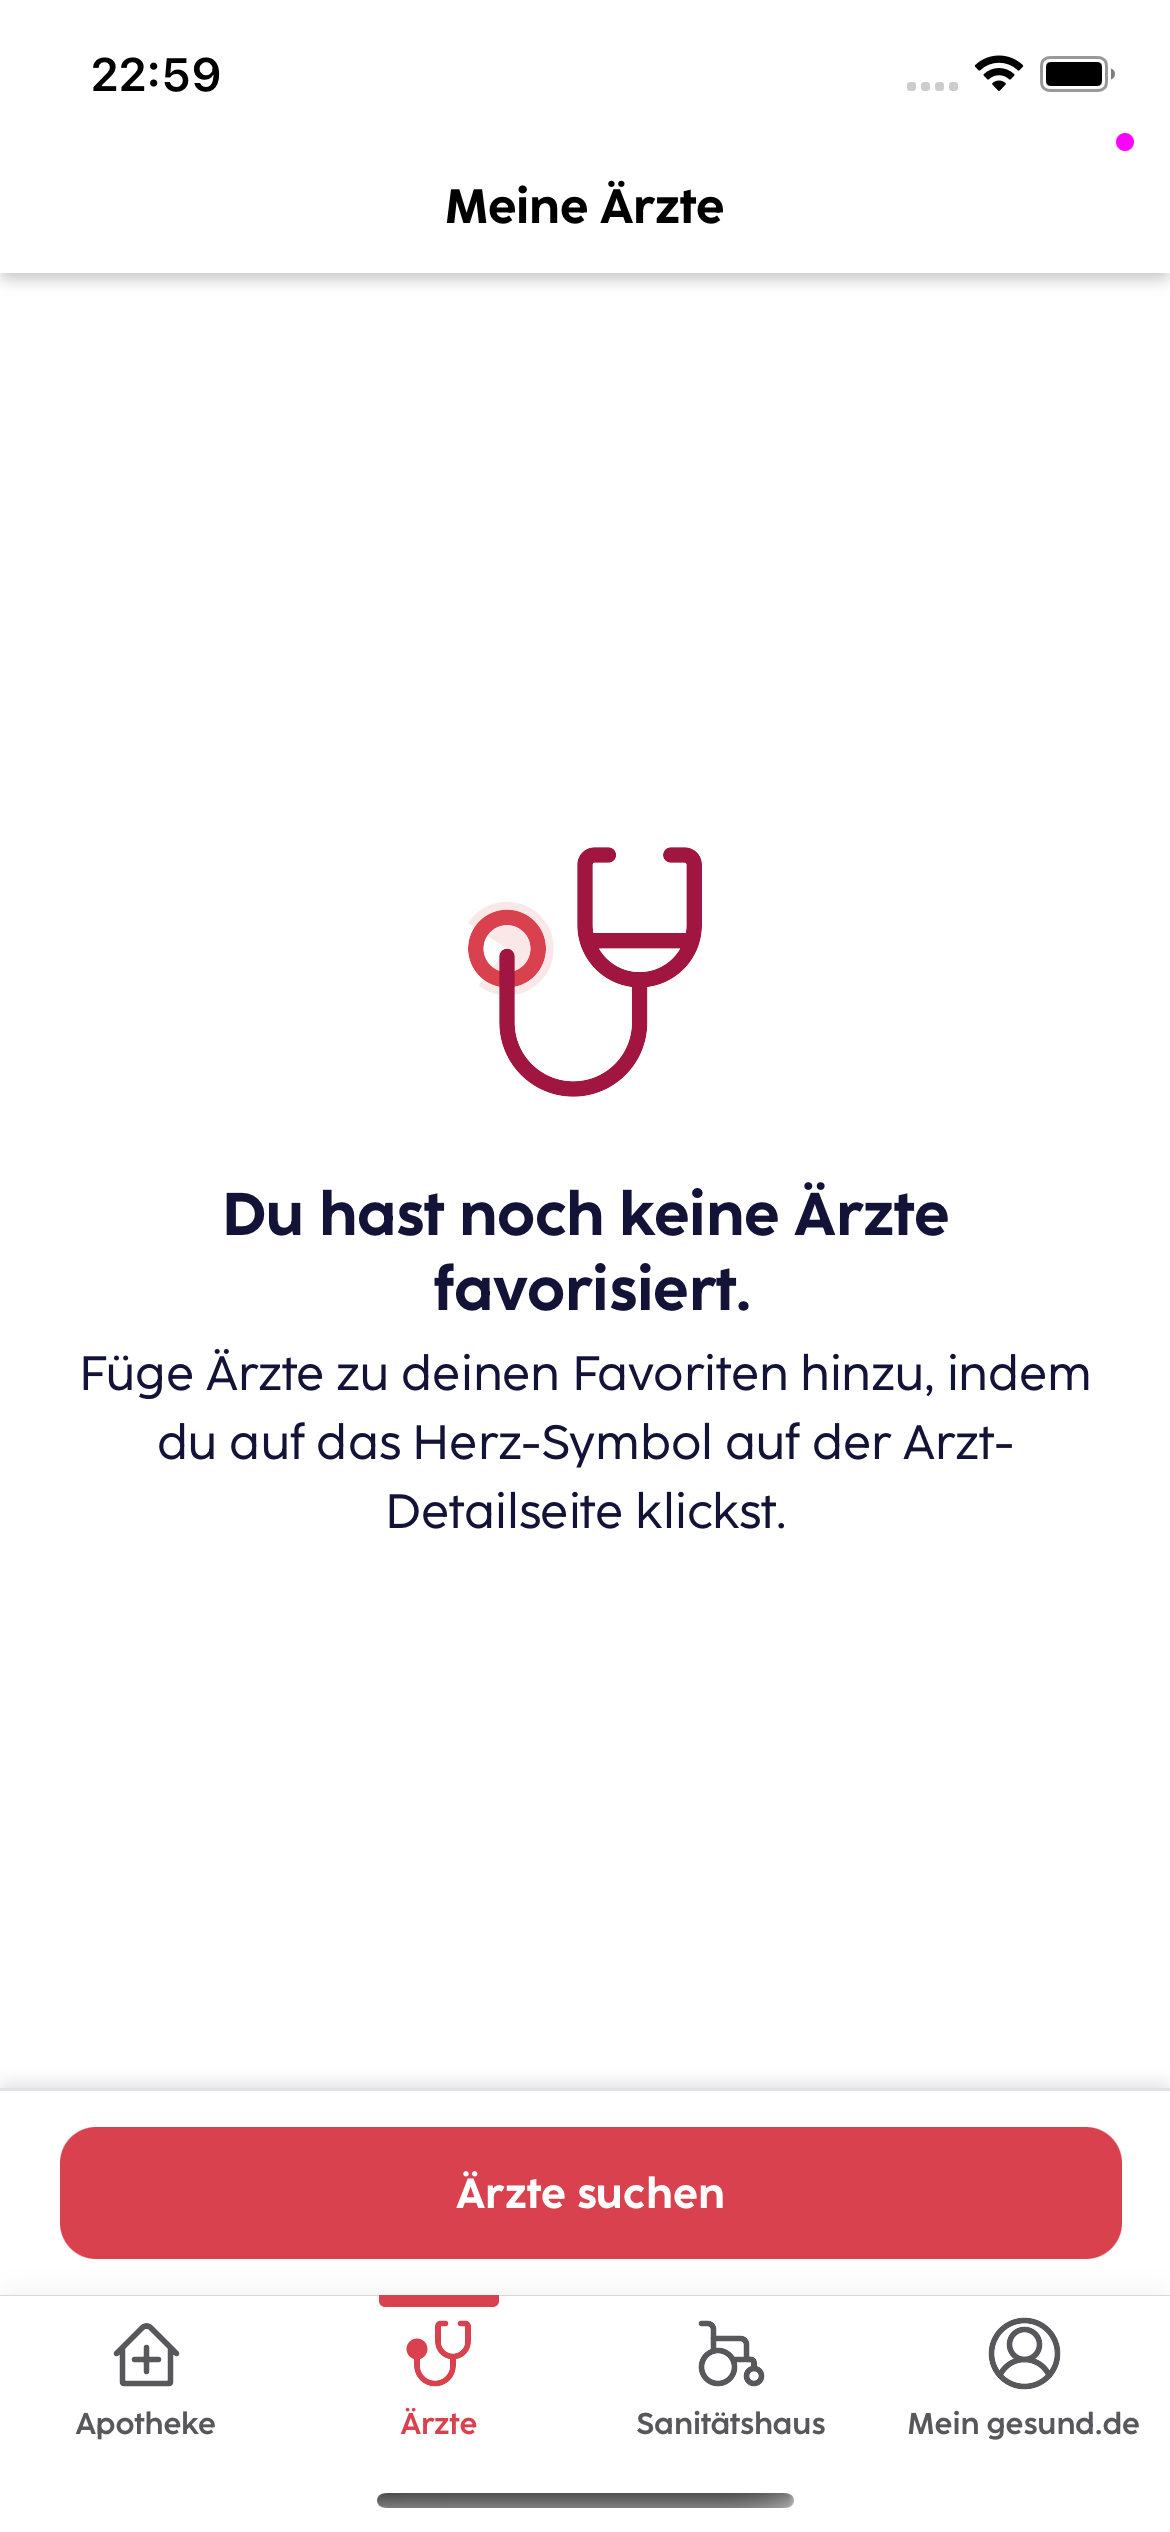 22:59
Meine Ärzte
Du hast noch keine Ärzte
favorisiert.
Füge Ärzte zu deinen Favoriten hinzu, indem
du auf das Herz-Symbol auf der Arzt-
Detailseite klickst.
Ärzte suchen
Apotheke
Ärzte
Sanitätshaus
Mein gesund.de